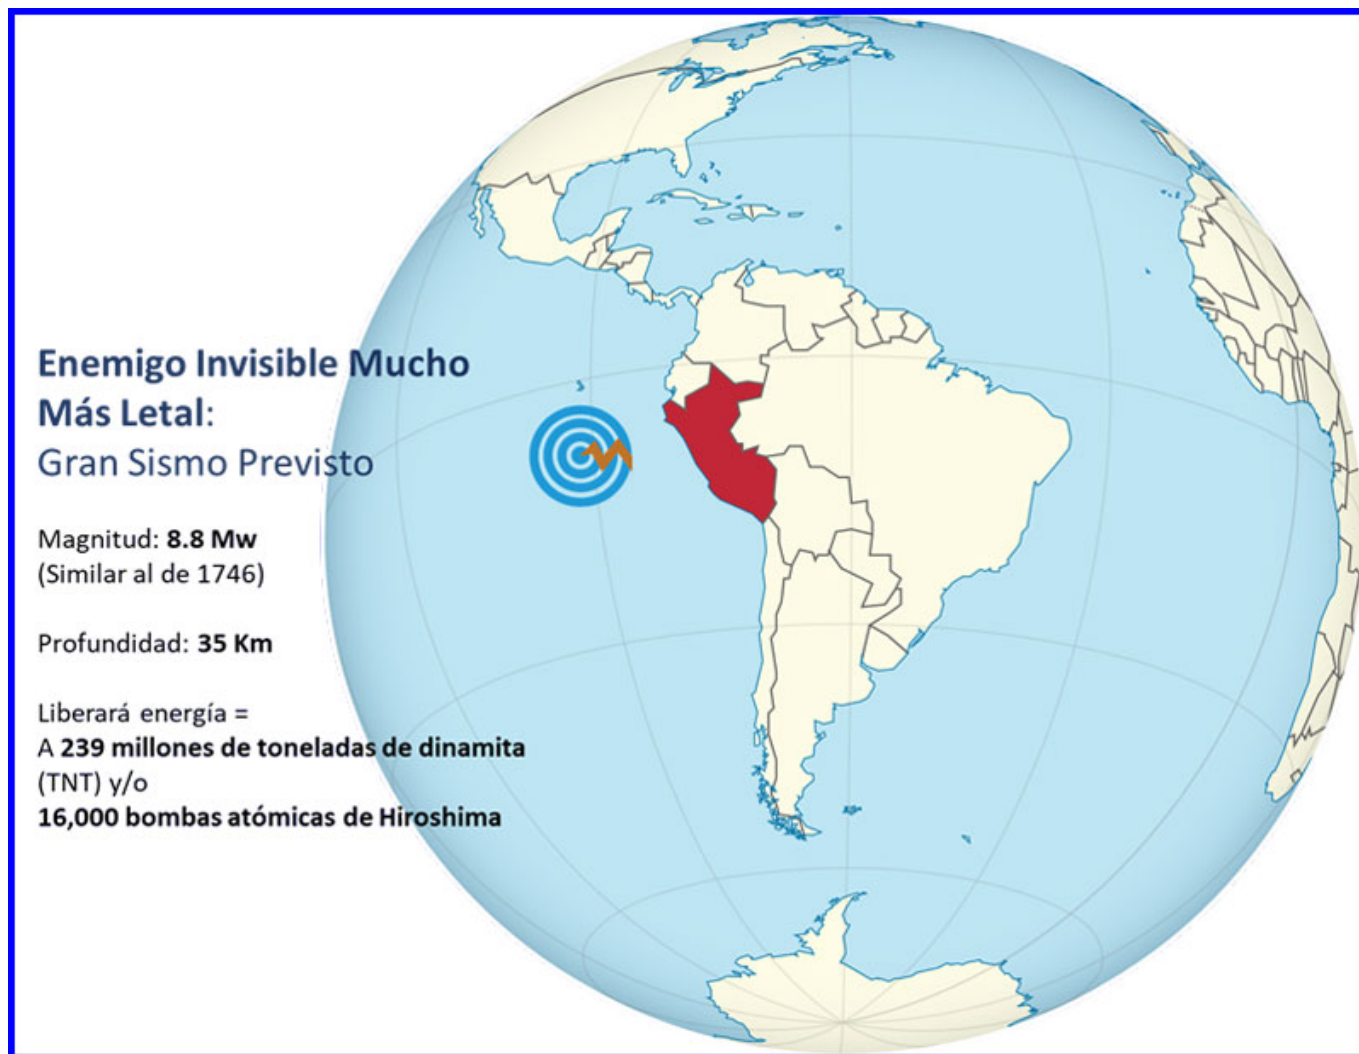 Enemigo Invisible Mucho
Más Letal:
Gran Sismo Previsto
Magnitud: 8.8 Mw
(Similar al de 1746)
Profundidad: 35 Km
Liberará energía =
A 239 millones de toneladas de dinamita
(TNT) y/o
16,000 bombas atómicas de Hiroshima